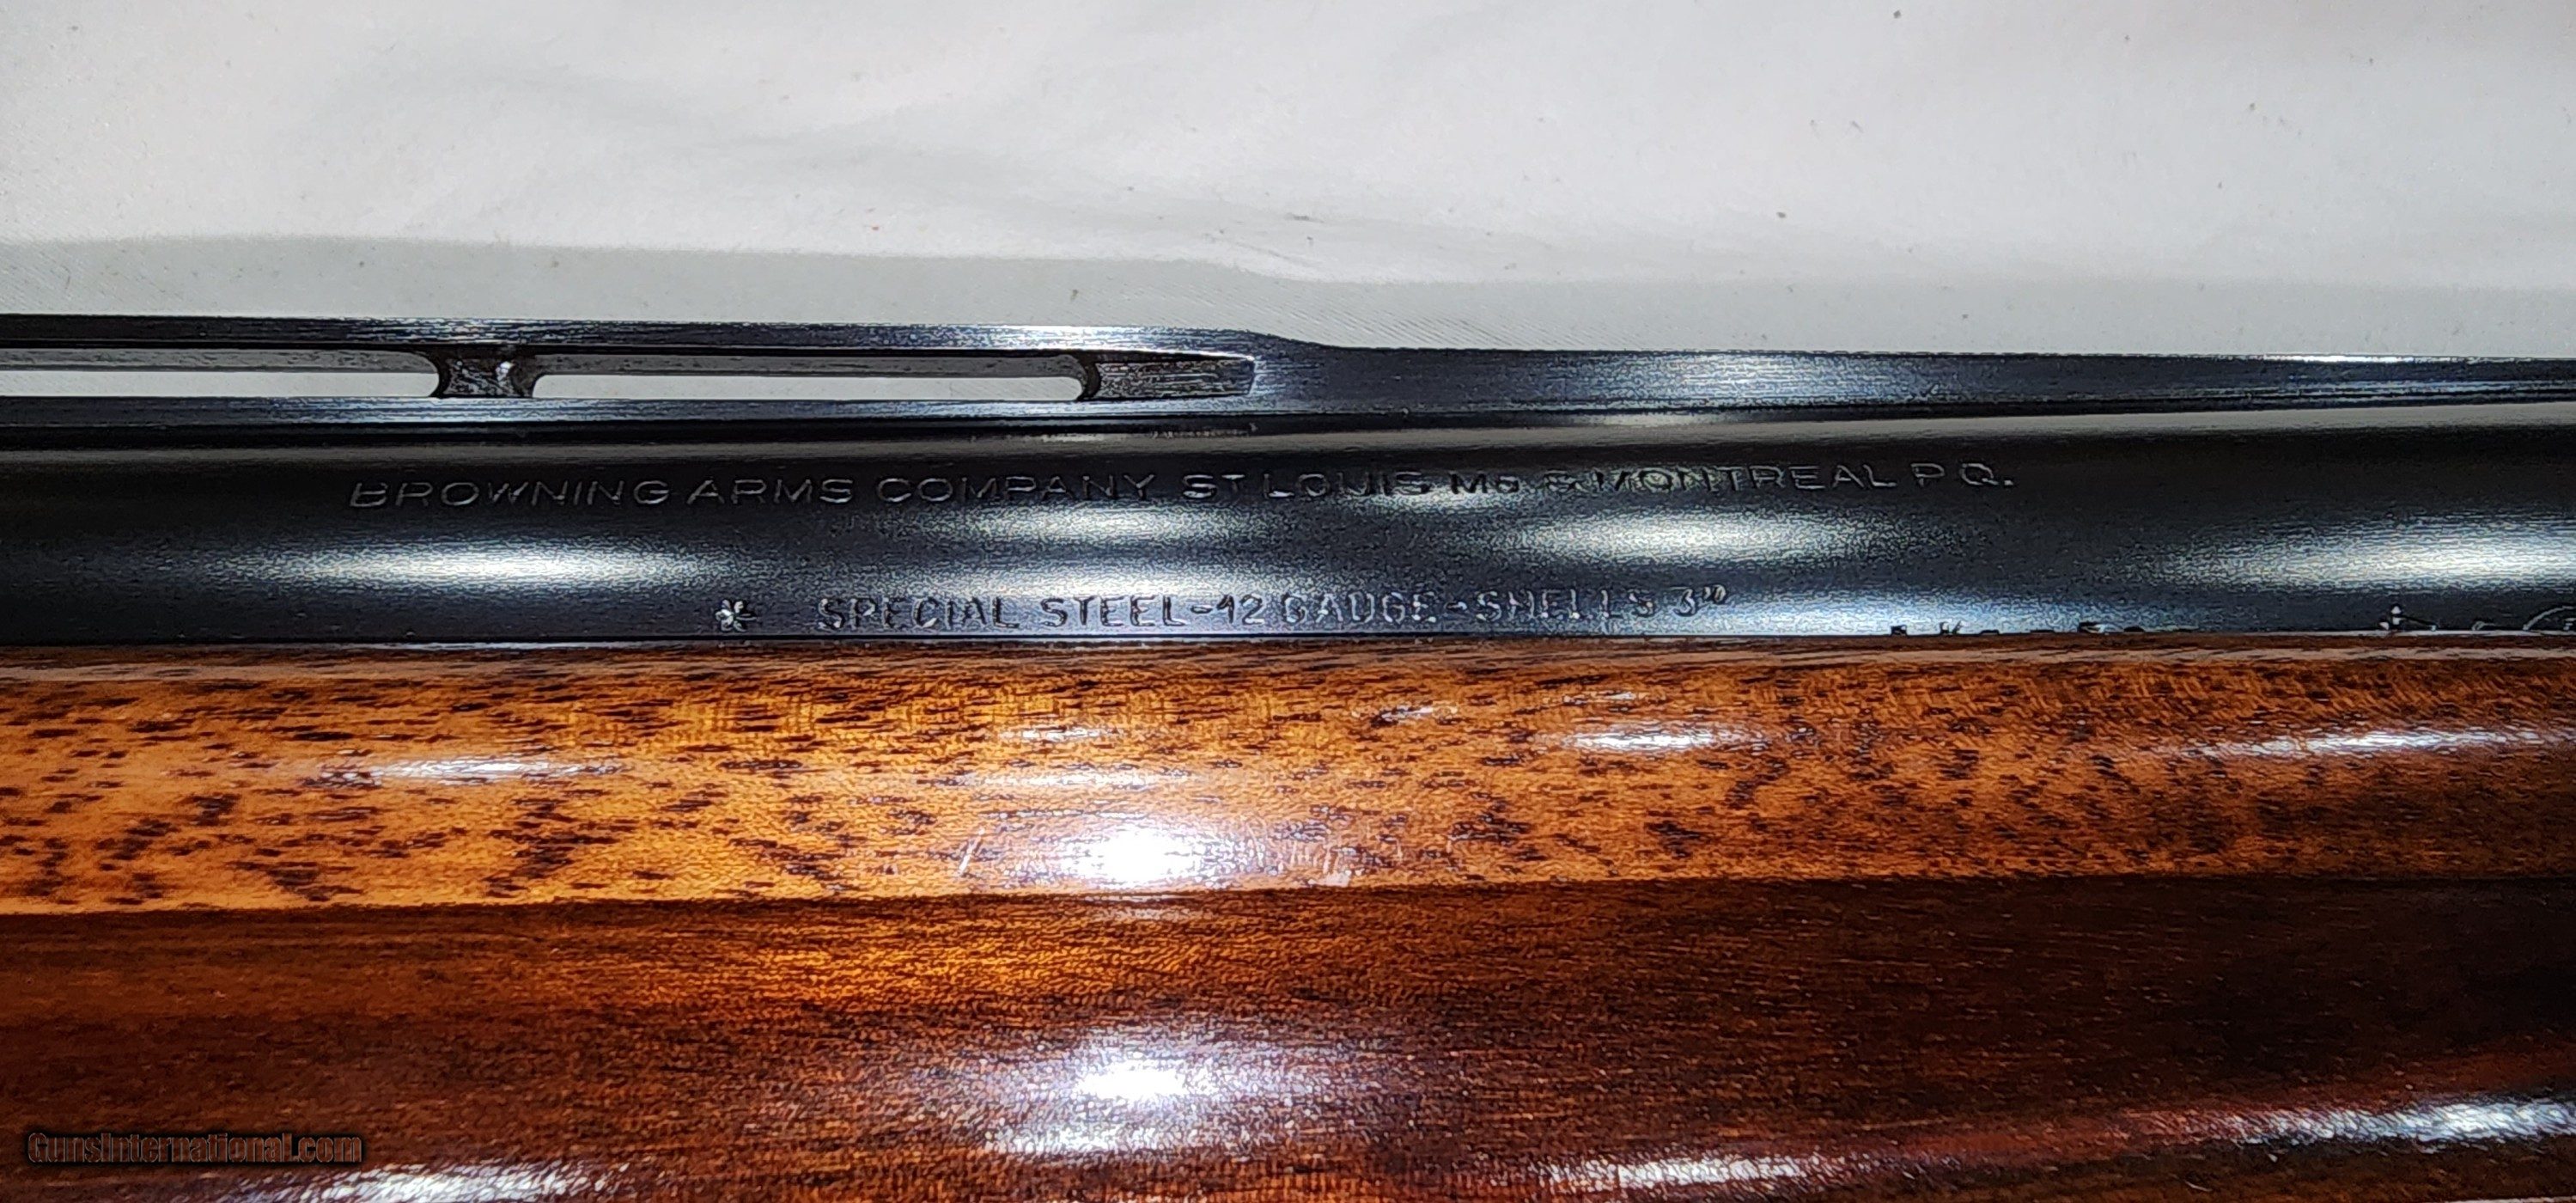 BROWNING ARMS COMPANY ST LOUIS Mo & MONTREAL P.Q.
* SPECIAL STEEL-12 GAUGE-SHELLS 3"
GunsInternational.com